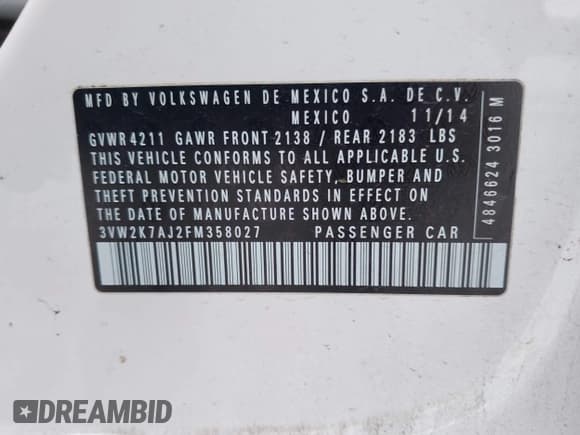 MFD BY VOLKSWAGEN DE MEXICO S.A. DE C.V.
MEXICO 11/14
GVWR 4211 GAWR FRONT 2138 / REAR 2183 LBS
THIS VEHICLE CONFORMS TO ALL APPLICABLE U.S.
FEDERAL MOTOR VEHICLE SAFETY, BUMPER AND
THEFT PREVENTION STANDARDS IN EFFECT ON
THE DATE OF MANUFACTURE SHOWN ABOVE.
3VW2K7AJ2FM358027 PASSENGER CAR
4846624 3016 M
DREAMBID